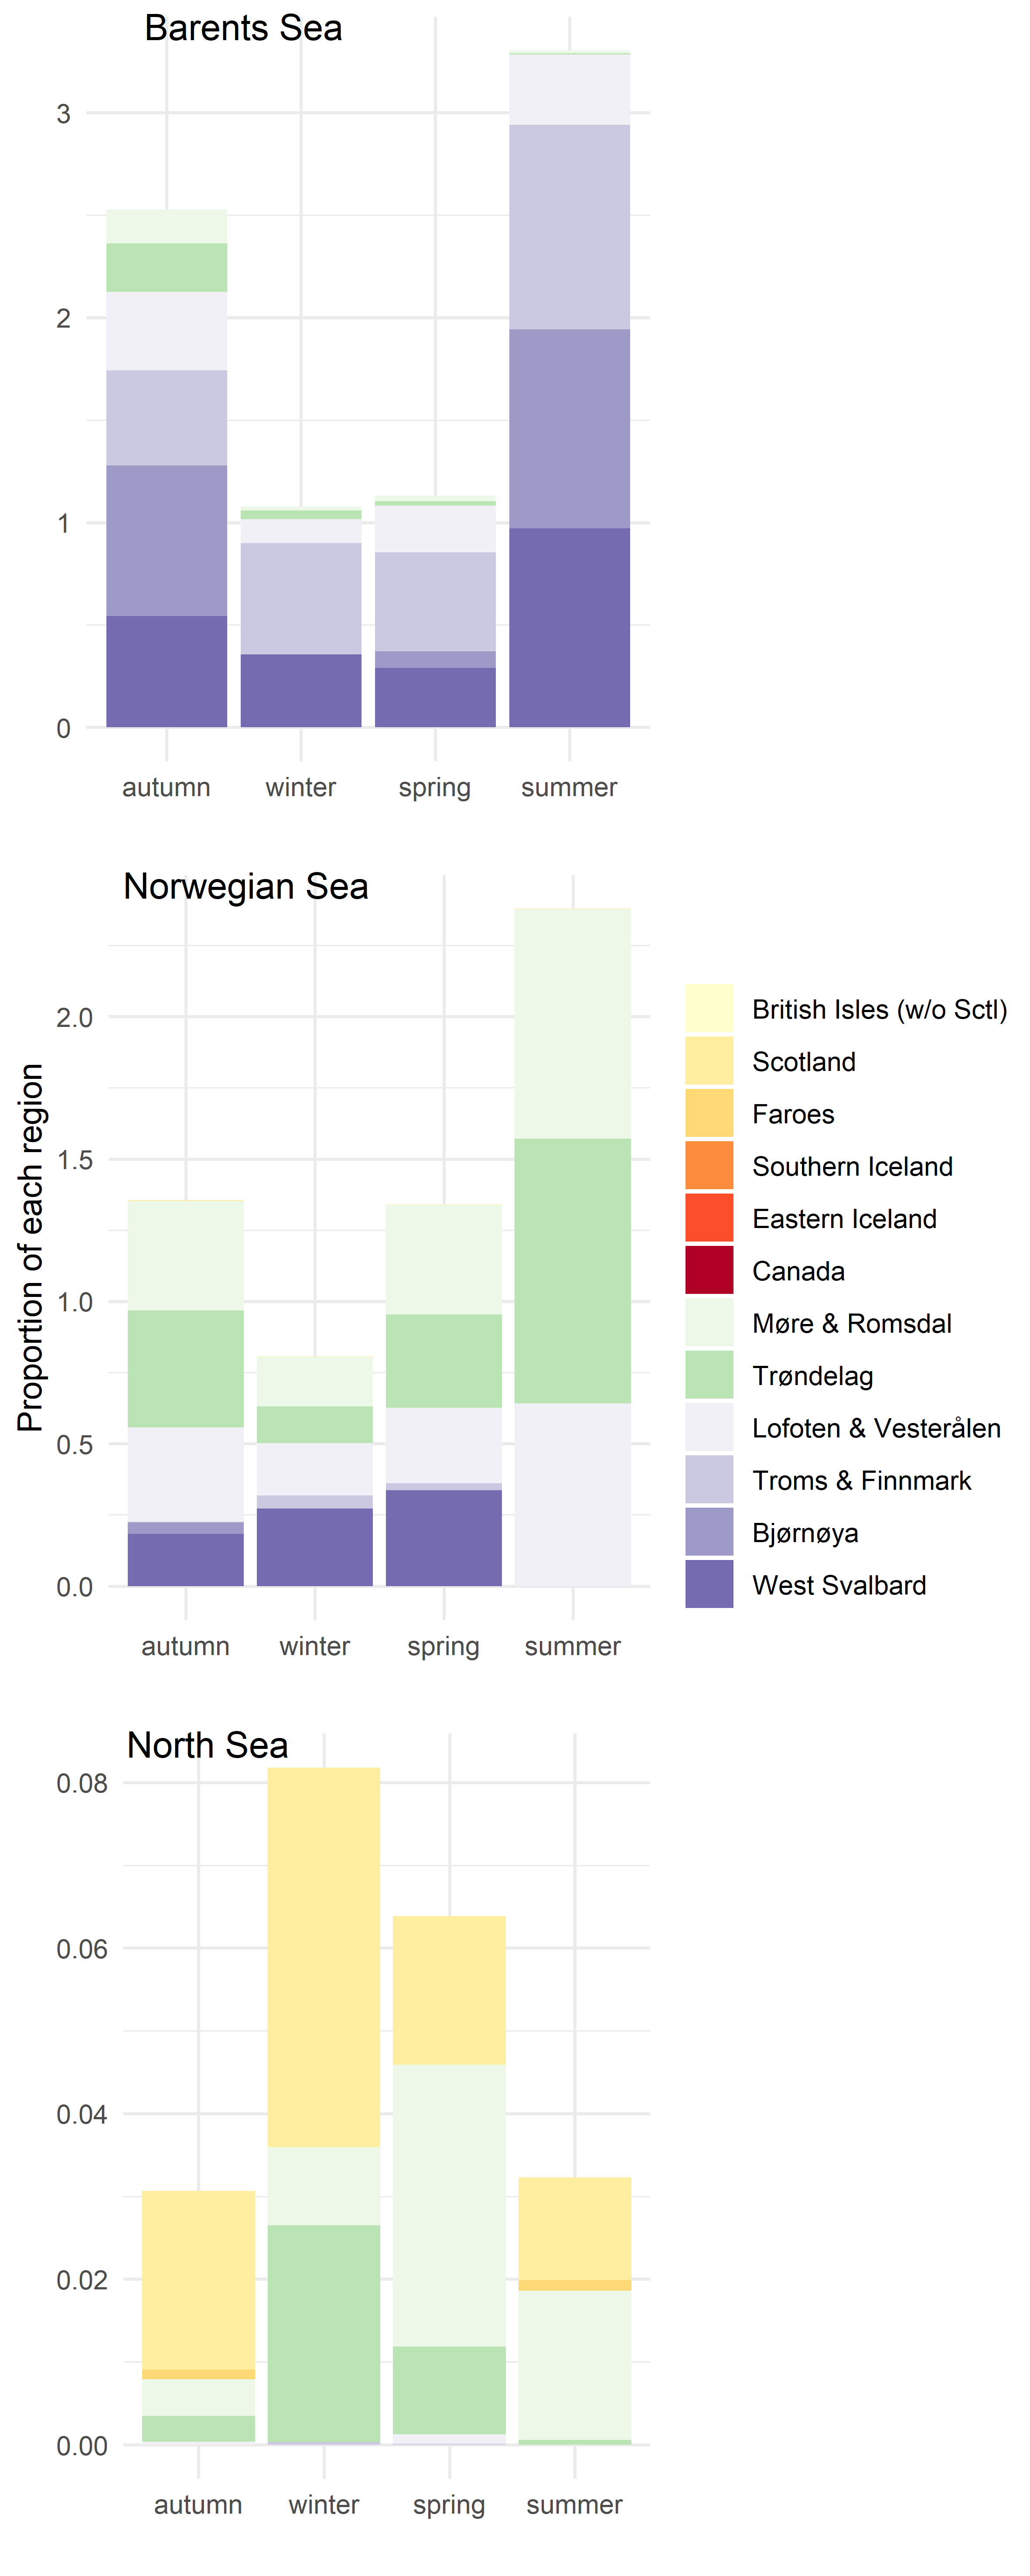 Barents Sea
3
2
1
0
autumn winter spring summer
Norwegian Sea
Proportion of each region
2.0
1.5
1.0
0.5
0.0
autumn winter spring summer
British Isles (w/o Sctl)
Scotland
Faroes
Southern Iceland
Eastern Iceland
Canada
Møre & Romsdal
Trøndelag
Lofoten & Vesterålen
Troms & Finnmark
Bjørnøya
West Svalbard
North Sea
0.08
0.06
0.04
0.02
0.00
autumn winter spring summer